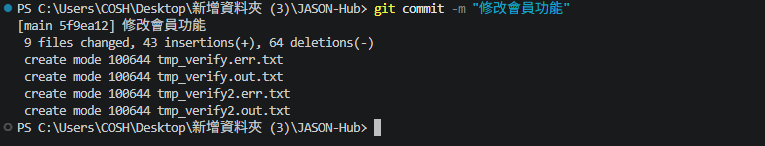 PS C:\Users\COSH\Desktop\新增資料夾 (3)\JASON-Hub> git commit -m "修改會員功能"
[main 5f9ea12] 修改會員功能
 9 files changed, 43 insertions(+), 64 deletions(-)
 create mode 100644 tmp_verify.err.txt
 create mode 100644 tmp_verify.out.txt
 create mode 100644 tmp_verify2.err.txt
 create mode 100644 tmp_verify2.out.txt
PS C:\Users\COSH\Desktop\新增資料夾 (3)\JASON-Hub>